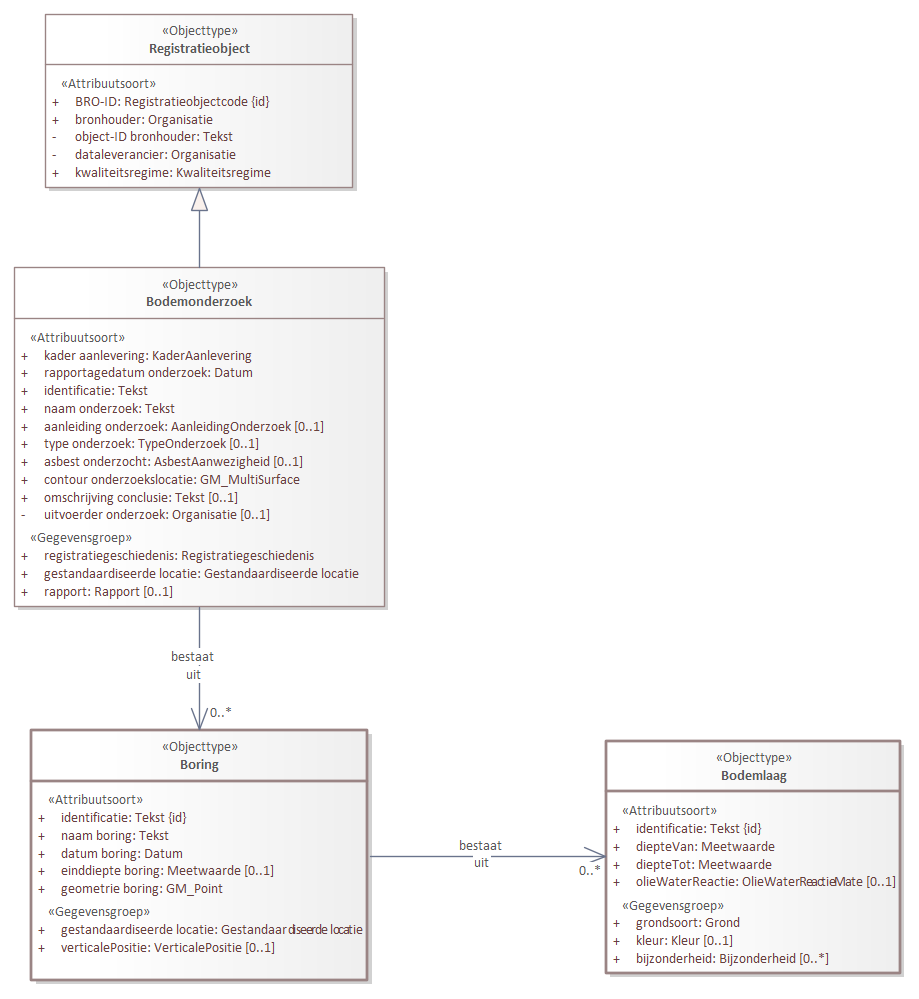 «Objecttype»
Registratieobject
«Attribuutsoort»
+ BRO-ID: Registratieobjectcode {id}
+ bronhouder: Organisatie
- object-ID bronhouder: Tekst
- dataleverancier: Organisatie
+ kwaliteitsregime: Kwaliteitsregime
«Objecttype»
Bodemonderzoek
«Attribuutsoort»
+ kader aanlevering: KaderAanlevering
+ rapportagedatum onderzoek: Datum
+ identificatie: Tekst
+ naam onderzoek: Tekst
+ aanleiding onderzoek: AanleidingOnderzoek [0..1]
+ type onderzoek: TypeOnderzoek [0..1]
+ asbest onderzocht: AsbestAanwezigheid [0..1]
+ contour onderzoekslocatie: GM_MultiSurface
+ omschrijving conclusie: Tekst [0..1]
- uitvoerder onderzoek: Organisatie [0..1]
«Gegevensgroep»
+ registratiegeschiedenis: Registratiegeschiedenis
+ gestandaardiseerde locatie: Gestandaardiseerde locatie
+ rapport: Rapport [0..1]
bestaat
uit
0..*
«Objecttype»
Boring
«Attribuutsoort»
+ identificatie: Tekst {id}
+ naam boring: Tekst
+ datum boring: Datum
+ einddiepte boring: Meetwaarde [0..1]
+ geometrie boring: GM_Point
«Gegevensgroep»
+ gestandaardiseerde locatie: Gestandaardiseerde locatie
+ verticalePositie: VerticalePositie [0..1]
bestaat
uit
0..*
«Objecttype»
Bodemlaag
«Attribuutsoort»
+ identificatie: Tekst {id}
+ diepteVan: Meetwaarde
+ diepteTot: Meetwaarde
+ olieWaterReactie: OlieWaterReactieMate [0..1]
«Gegevensgroep»
+ grondsoort: Grond
+ kleur: Kleur [0..1]
+ bijzonderheid: Bijzonderheid [0..*]